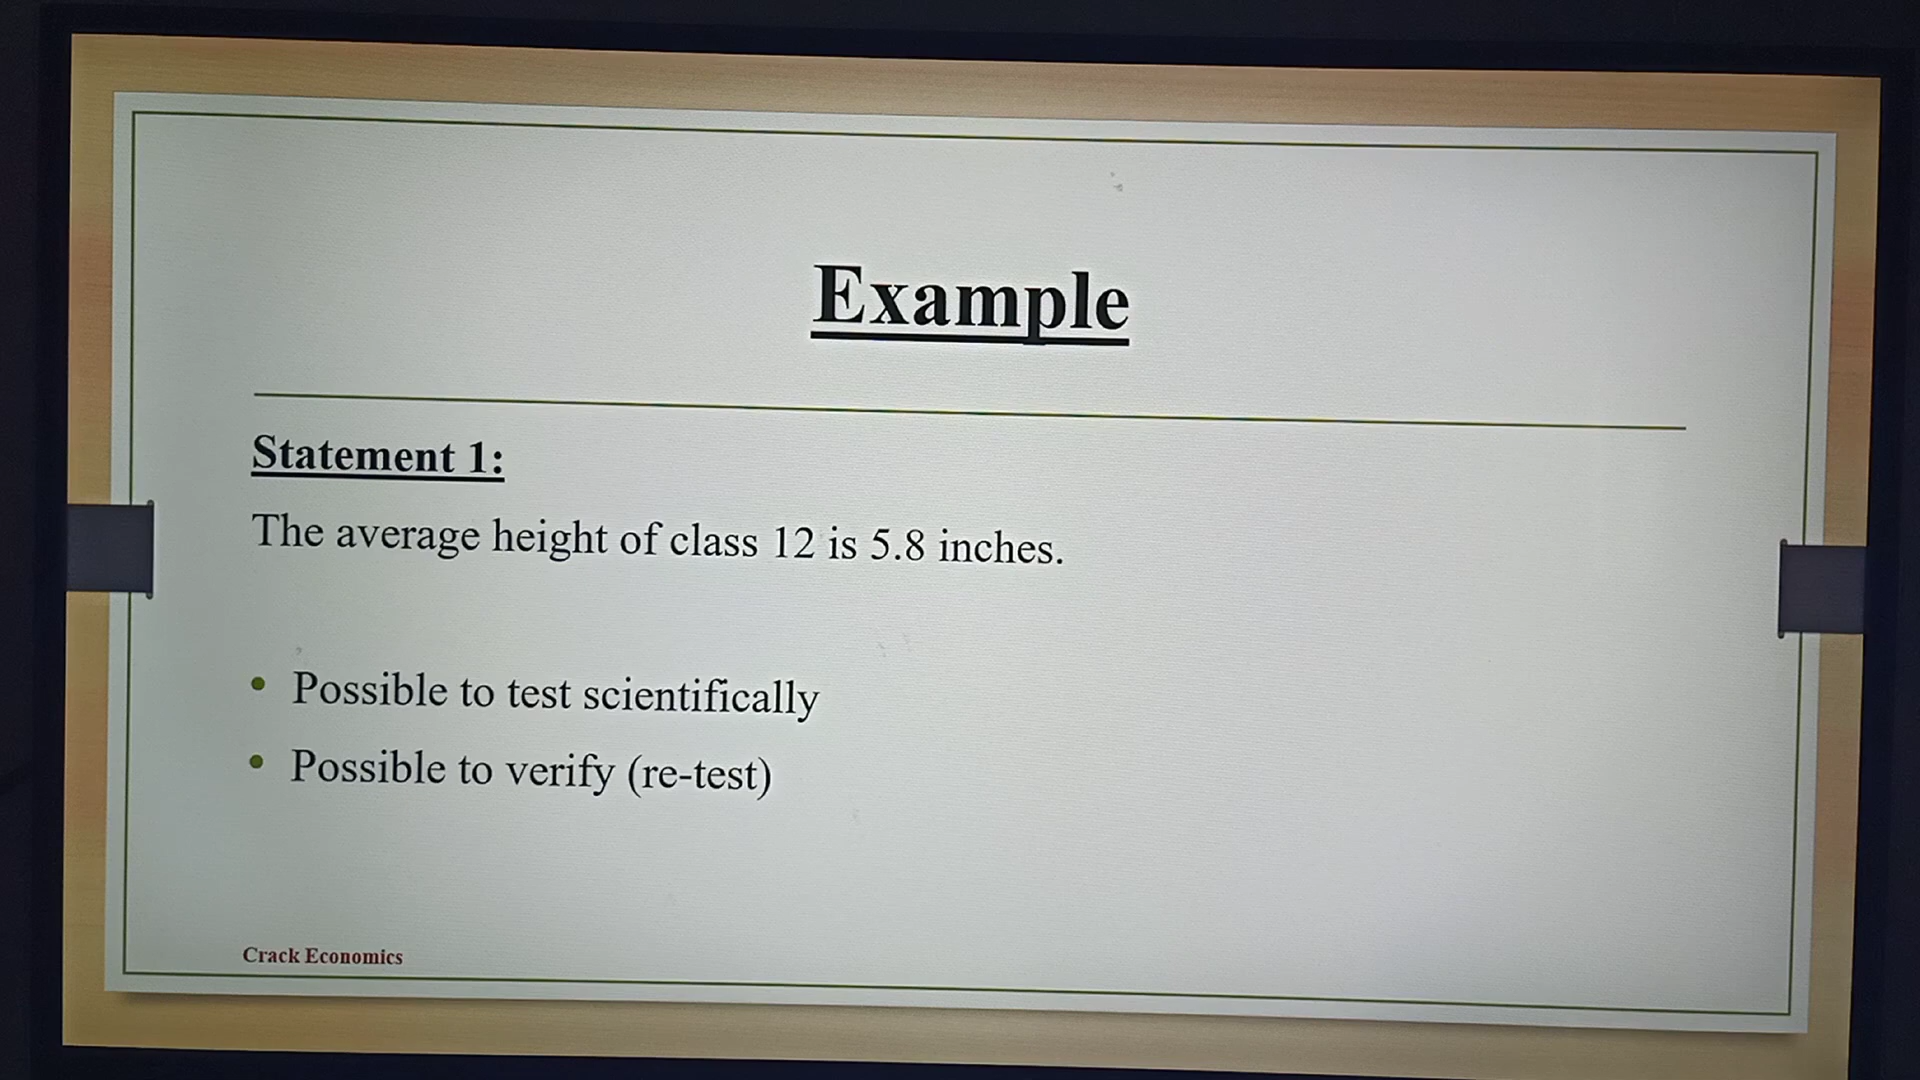 Example
Statement 1:
The average height of class 12 is 5.8 inches.
• Possible to test scientifically
• Possible to verify (re-test)
Crack Economics